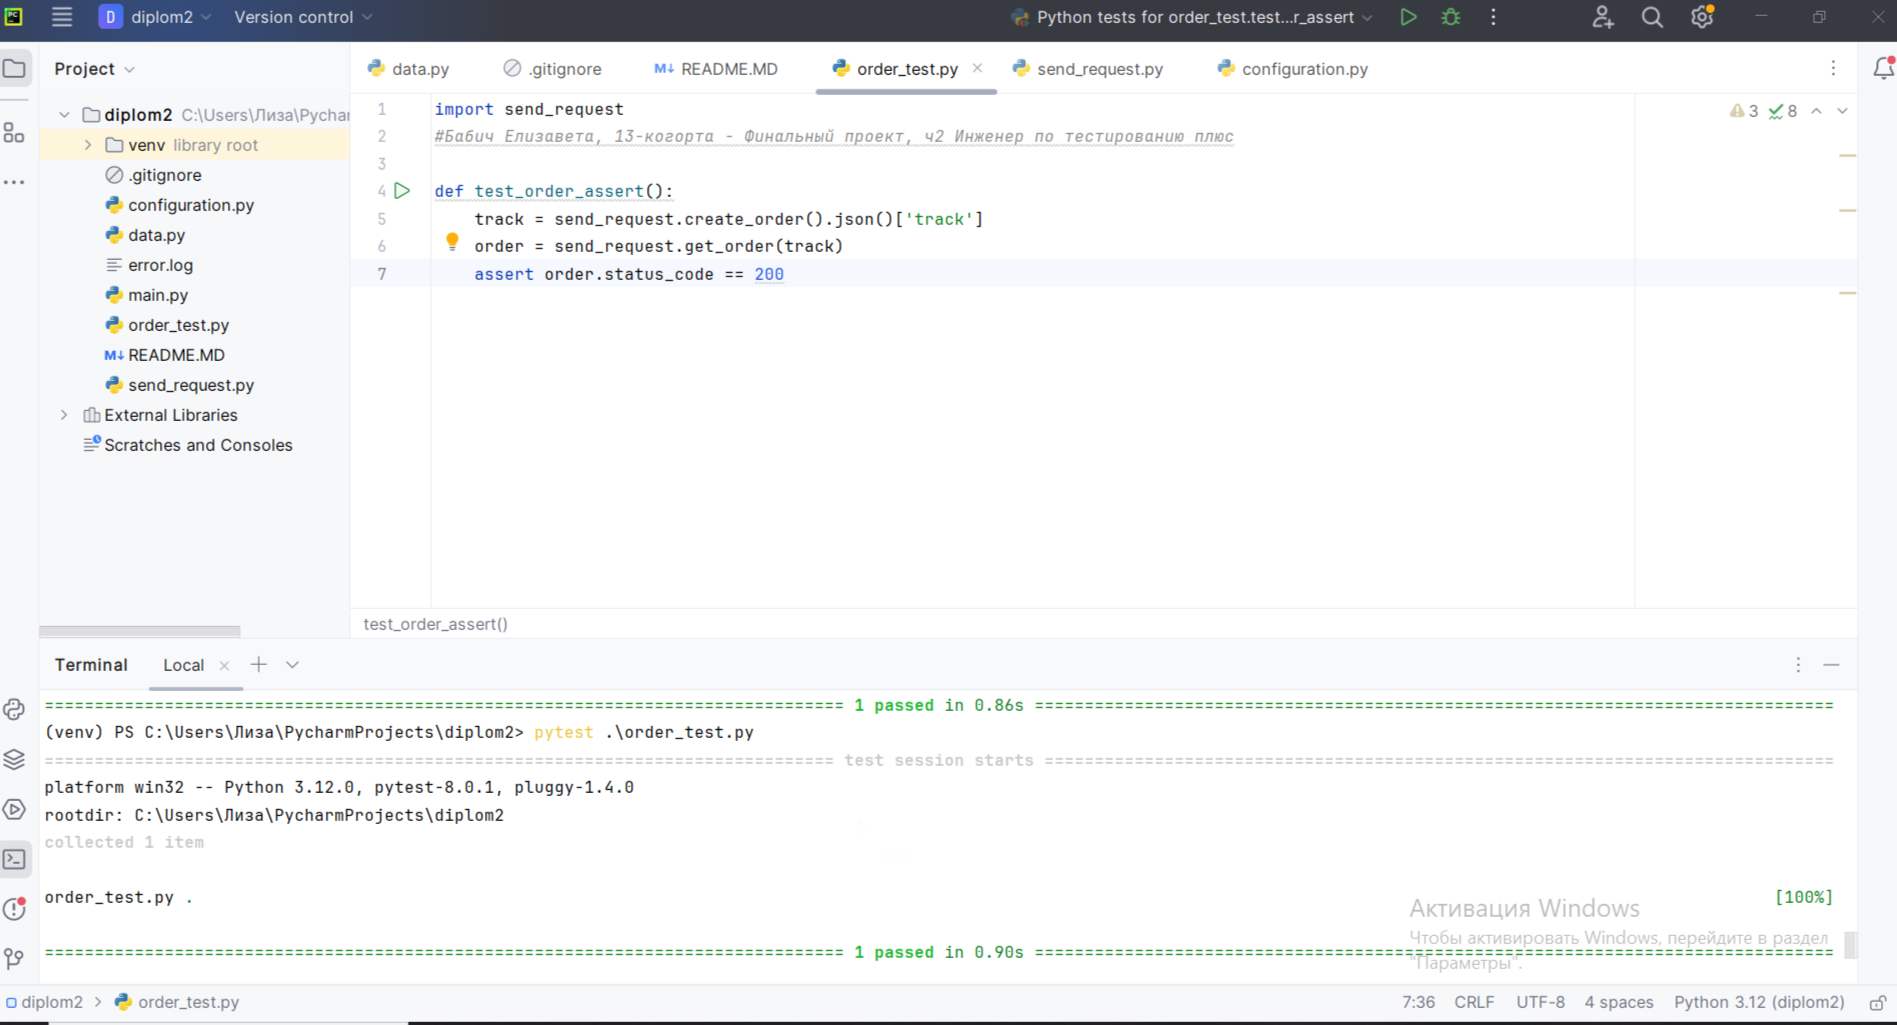 PC
D diplom2 Version control Python tests for order_test.test...r_assert
Project
data.py .gitignore M↓ README.MD order_test.py send_request.py configuration.py
diplom2 C:\Users\Лиза\Pychar
venv library root
.gitignore
configuration.py
data.py
error.log
main.py
order_test.py
M↓ README.MD
send_request.py
External Libraries
Scratches and Consoles
3 8
1 import send_request
2 #Бабич Елизавета, 13-когорта - Финальный проект, ч2 Инженер по тестированию плюс
3
4 def test_order_assert():
5 track = send_request.create_order().json()['track']
6 order = send_request.get_order(track)
7 assert order.status_code == 200
test_order_assert()
Terminal Local
================================================================================ 1 passed in 0.86s ================================================================================
(venv) PS C:\Users\Лиза\PycharmProjects\diplom2> pytest .\order_test.py
=============================================================================== test session starts ===============================================================================
platform win32 -- Python 3.12.0, pytest-8.0.1, pluggy-1.4.0
rootdir: C:\Users\Лиза\PycharmProjects\diplom2
collected 1 item
order_test.py . [100%]
================================================================================ 1 passed in 0.90s ================================================================================
Активация Windows
Чтобы активировать Windows, перейдите в раздел
"Параметры".
diplom2 > order_test.py 7:36 CRLF UTF-8 4 spaces Python 3.12 (diplom2)